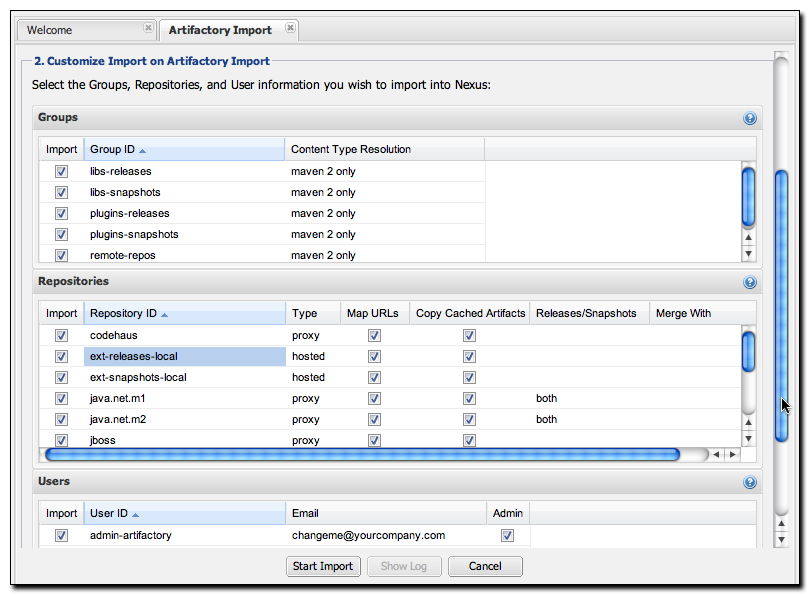 Welcome Artifactory Import
2. Customize Import on Artifactory Import
Select the Groups, Repositories, and User information you wish to import into Nexus:
Groups
Import Group ID Content Type Resolution
libs-releases maven 2 only
libs-snapshots maven 2 only
plugins-releases maven 2 only
plugins-snapshots maven 2 only
remote-repos maven 2 only
Repositories
Import Repository ID Type Map URLs Copy Cached Artifacts Releases/Snapshots Merge With
codehaus proxy
ext-releases-local hosted
ext-snapshots-local hosted
java.net.m1 proxy both
java.net.m2 proxy both
jboss proxy
Users
Import User ID Email Admin
admin-artifactory changeme@yourcompany.com
Start Import Show Log Cancel